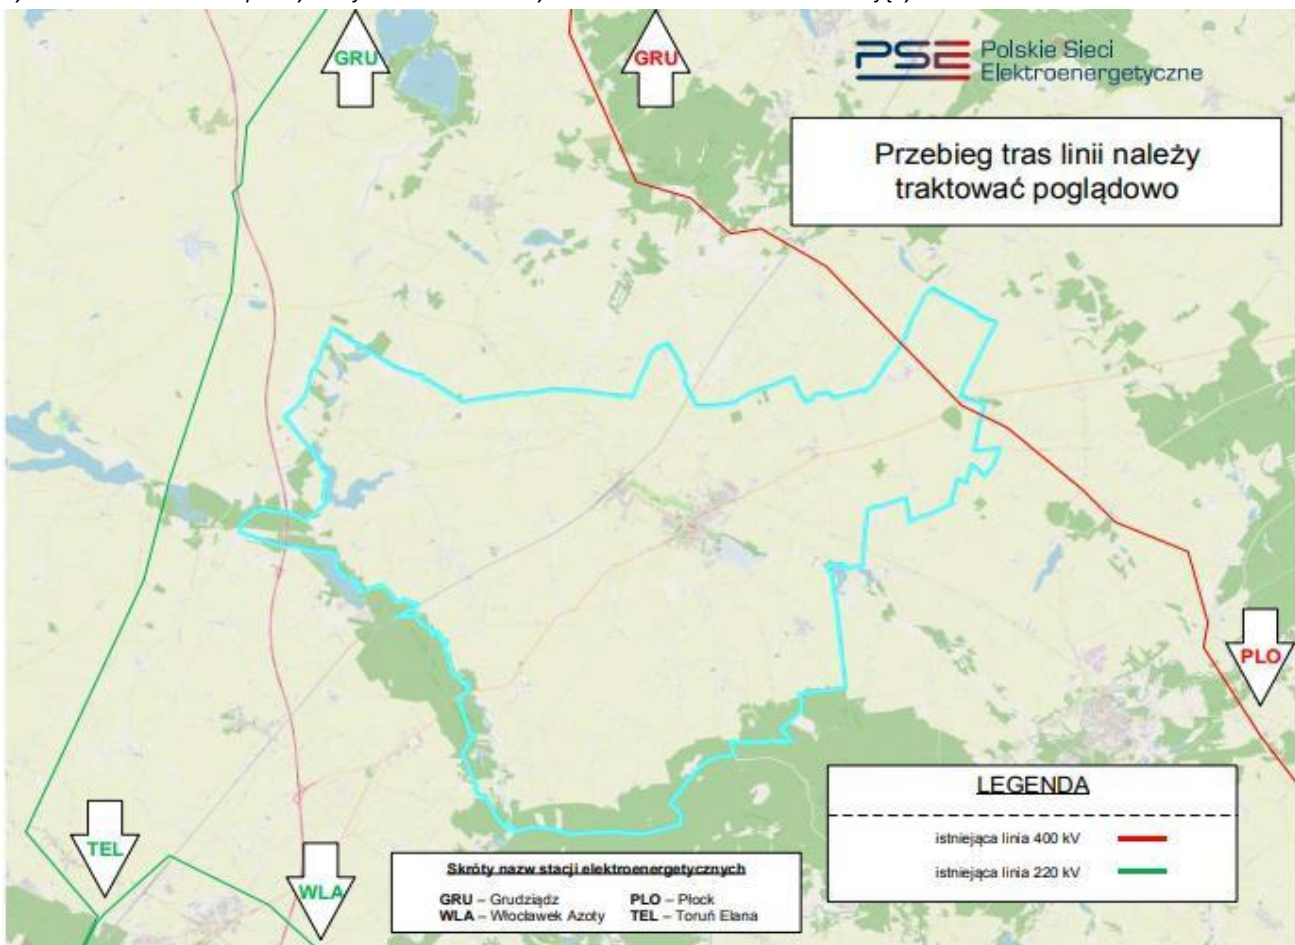 GRU
GRU
PSE Polskie Sieci
Elektroenergetyczne
Przebieg tras linii należy
traktować poglądowo
PLO
TEL
WLA
LEGENDA
istniejąca linia 400 kV
istniejąca linia 220 kV
Skróty nazw stacji elektroenergetycznych
GRU – Grudziądz PLO – Płock
WLA – Włocławek Azoty TEL – Toruń Elana